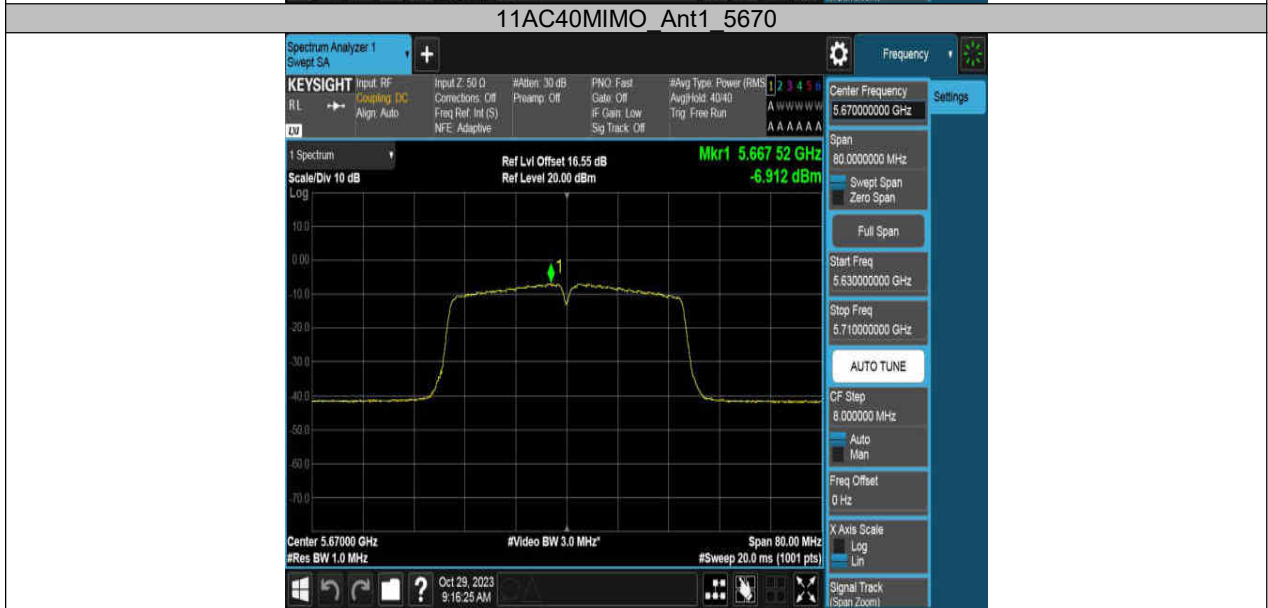 11AC40MIMO_Ant1_5670
Spectrum Analyzer 1
Swept SA
+
Frequency
KEYSIGHT
RL
LXI
Input: RF
Coupling: DC
Align: Auto
Input Z: 50 Ω
Corrections: Off
Freq Ref: Int (S)
NFE: Adaptive
#Atten: 30 dB
Preamp: Off
PNO: Fast
Gate: Off
IF Gain: Low
Sig Track: Off
#Avg Type: Power (RMS
Avg|Hold: 40/40
Trig: Free Run
1 2 3 4 5 6
A W W W W W
A A A A A A
1 Spectrum
Scale/Div 10 dB
Log
Ref Lvl Offset 16.55 dB
Ref Level 20.00 dBm
Mkr1 5.667 52 GHz
-6.912 dBm
10.0
0.00
-10.0
-20.0
-30.0
-40.0
-50.0
-60.0
-70.0
1
Center 5.67000 GHz
#Res BW 1.0 MHz
#Video BW 3.0 MHz*
Span 80.00 MHz
#Sweep 20.0 ms (1001 pts)
?
Oct 29, 2023
9:16:25 AM
Center Frequency
5.670000000 GHz
Settings
Span
80.0000000 MHz
Swept Span
Zero Span
Full Span
Start Freq
5.630000000 GHz
Stop Freq
5.710000000 GHz
AUTO TUNE
CF Step
8.000000 MHz
Auto
Man
Freq Offset
0 Hz
X Axis Scale
Log
Lin
Signal Track
(Span Zoom)